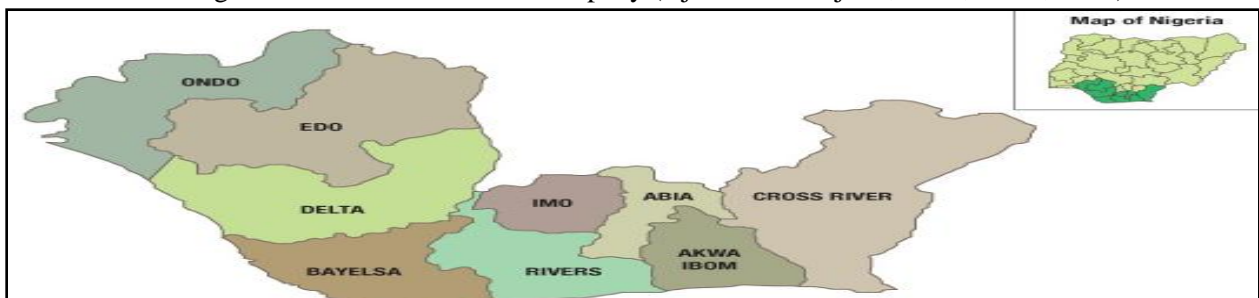 Map of Nigeria
ONDO
EDO
DELTA
IMO
ABIA
CROSS RIVER
BAYELSA
RIVERS
AKWA
IBOM